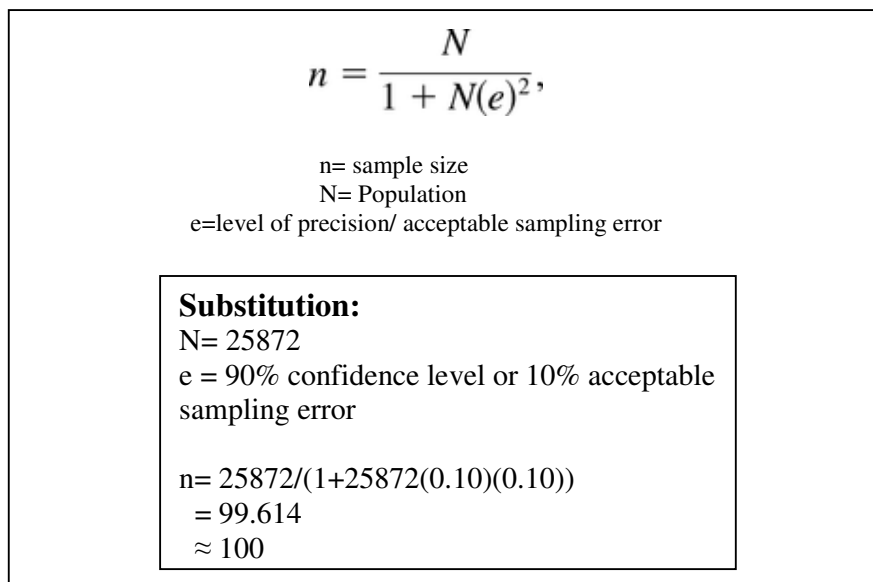 n = N / (1 + N(e)²,
n= sample size
N= Population
e=level of precision/ acceptable sampling error
Substitution:
N= 25872
e = 90% confidence level or 10% acceptable
sampling error
n= 25872/(1+25872(0.10)(0.10))
= 99.614
≈ 100